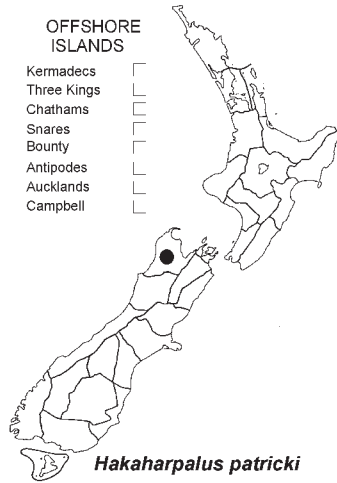 OFFSHORE
ISLANDS
Kermadecs
Three Kings
Chathams
Snares
Bounty
Antipodes
Aucklands
Campbell
Hakaharpalus patricki